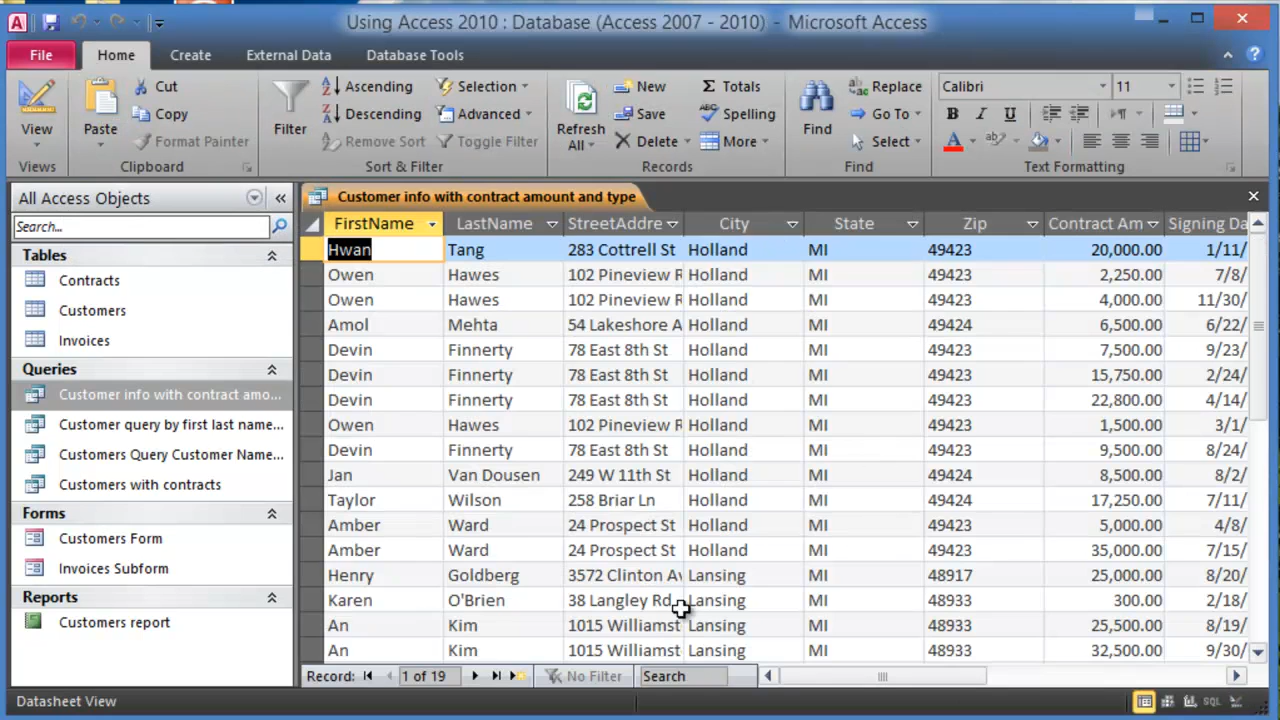 Using Access 2010 : Database (Access 2007 - 2010) - Microsoft Access
File Home Create External Data Database Tools
View
Views
Paste
Cut
Copy
Format Painter
Clipboard
Filter
Ascending
Descending
Remove Sort
Selection
Advanced
Toggle Filter
Sort & Filter
Refresh
All
New
Save
Delete
Totals
Spelling
More
Records
Find
Replace
Go To
Select
Find
Calibri 11
B I U
A ab
Text Formatting
All Access Objects
Search...
Tables
Contracts
Customers
Invoices
Queries
Customer info with contract amo...
Customer query by first last name...
Customers Query Customer Name...
Customers with contracts
Forms
Customers Form
Invoices Subform
Reports
Customers report
Customer info with contract amount and type
FirstName LastName StreetAddre City State Zip Contract Am Signing Da
Hwan Tang 283 Cottrell St Holland MI 49423 20,000.00 1/11/
Owen Hawes 102 Pineview R Holland MI 49423 2,250.00 7/8/
Owen Hawes 102 Pineview R Holland MI 49423 4,000.00 11/30/
Amol Mehta 54 Lakeshore A Holland MI 49424 6,500.00 6/22/
Devin Finnerty 78 East 8th St Holland MI 49423 7,500.00 9/23/
Devin Finnerty 78 East 8th St Holland MI 49423 15,750.00 2/24/
Devin Finnerty 78 East 8th St Holland MI 49423 22,800.00 4/14/
Owen Hawes 102 Pineview R Holland MI 49423 1,500.00 3/1/
Devin Finnerty 78 East 8th St Holland MI 49423 9,500.00 8/24/
Jan Van Dousen 249 W 11th St Holland MI 49424 8,500.00 8/2/
Taylor Wilson 258 Briar Ln Holland MI 49424 17,250.00 7/11/
Amber Ward 24 Prospect St Holland MI 49423 5,000.00 4/8/
Amber Ward 24 Prospect St Holland MI 49423 35,000.00 7/15/
Henry Goldberg 3572 Clinton Av Lansing MI 48917 25,000.00 8/20/
Karen O'Brien 38 Langley Rd Lansing MI 48933 300.00 2/18/
An Kim 1015 Williamst Lansing MI 48933 25,500.00 8/19/
An Kim 1015 Williamst Lansing MI 48933 32,500.00 9/30/
Record: 1 of 19 No Filter Search
Datasheet View SQL